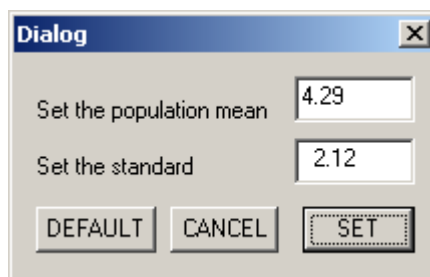 Dialog
Set the population mean 4.29
Set the standard 2.12
DEFAULT CANCEL SET